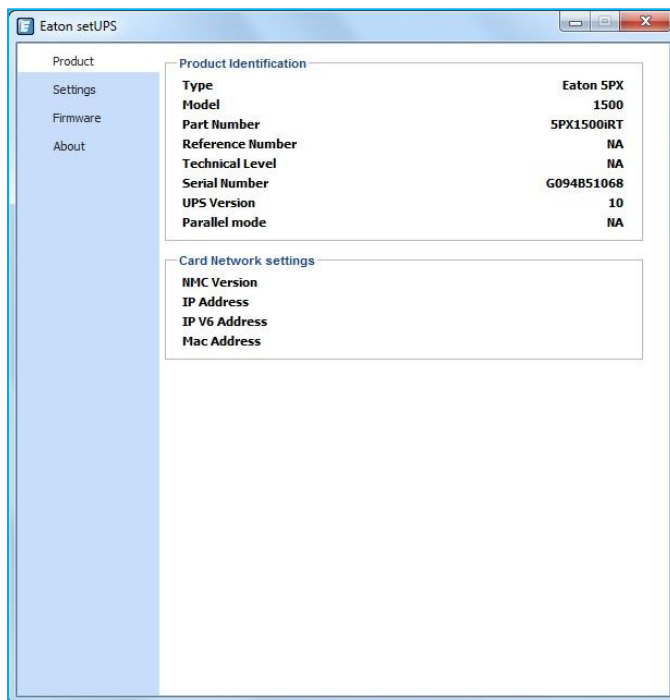 Eaton setUPS
Product
Settings
Firmware
About
Product Identification
Type Eaton 5PX
Model 1500
Part Number 5PX1500iRT
Reference Number NA
Technical Level NA
Serial Number G094B51068
UPS Version 10
Parallel mode NA
Card Network settings
NMC Version
IP Address
IP V6 Address
Mac Address